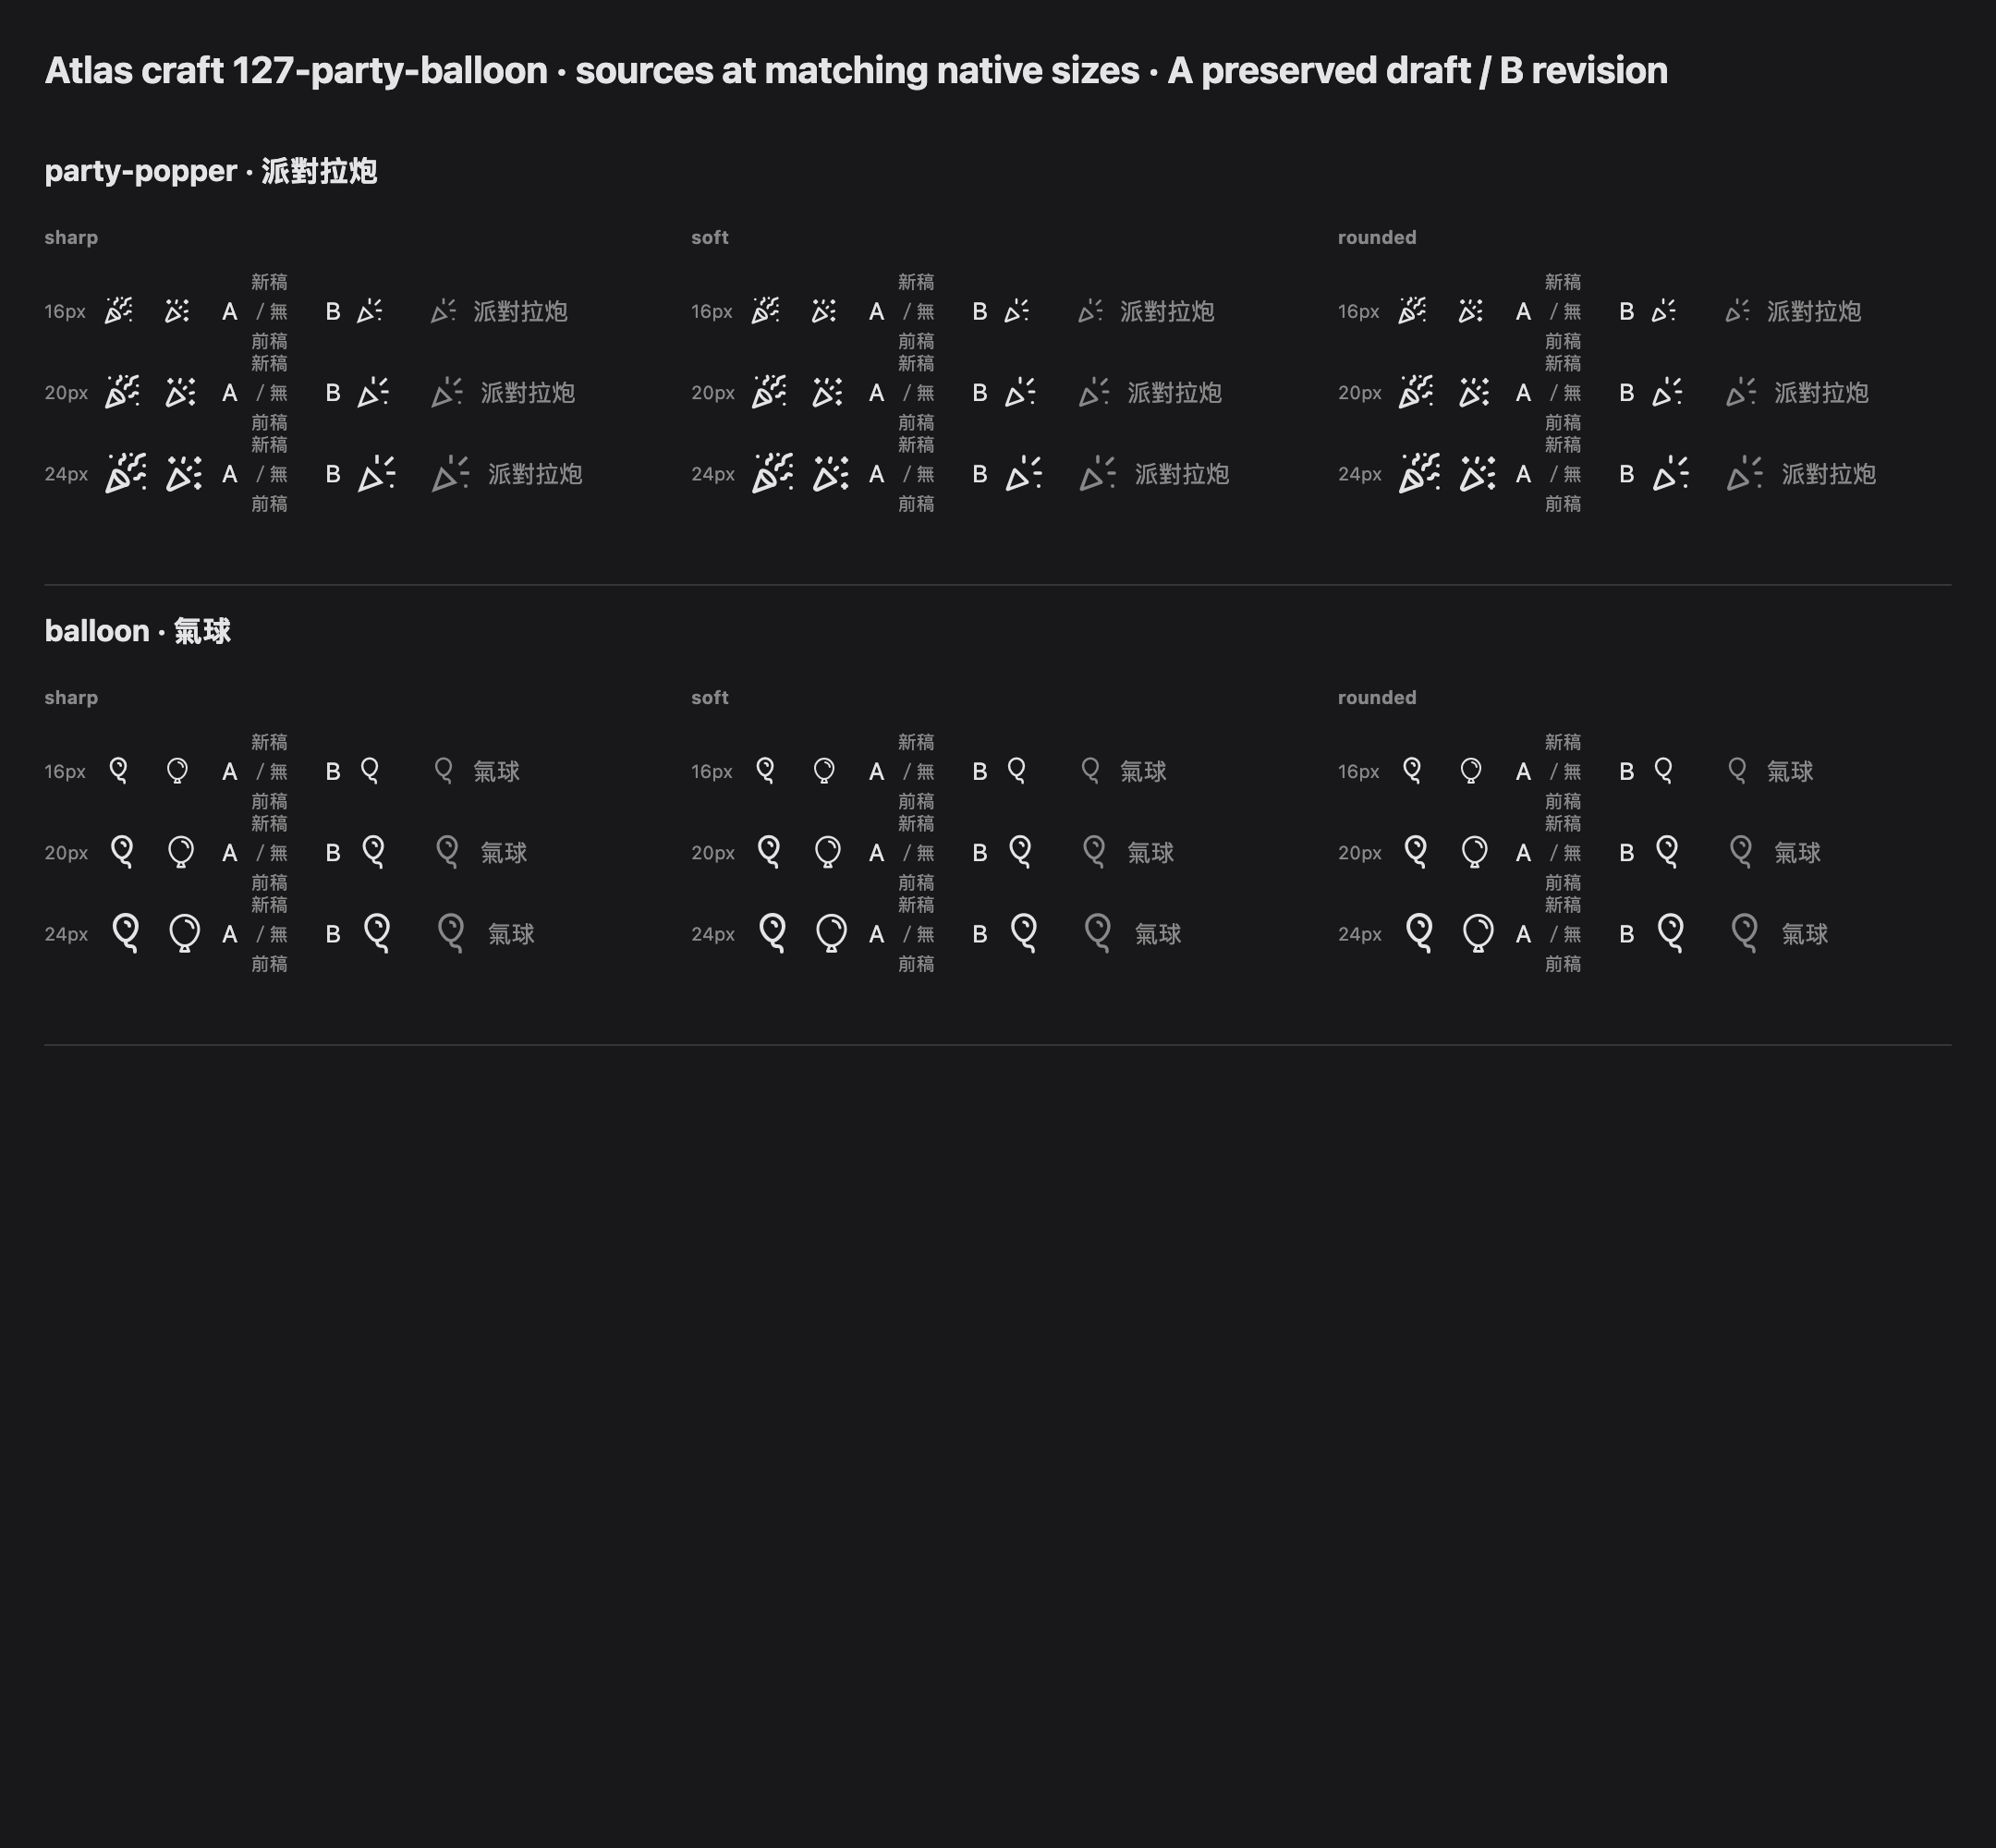 Atlas craft 127-party-balloon · sources at matching native sizes · A preserved draft / B revision
party-popper · 派對拉炮
sharp
16px A 新稿 / 無前稿 B 派對拉炮
20px A 新稿 / 無前稿 B 派對拉炮
24px A 新稿 / 無前稿 B 派對拉炮
soft
16px A 新稿 / 無前稿 B 派對拉炮
20px A 新稿 / 無前稿 B 派對拉炮
24px A 新稿 / 無前稿 B 派對拉炮
rounded
16px A 新稿 / 無前稿 B 派對拉炮
20px A 新稿 / 無前稿 B 派對拉炮
24px A 新稿 / 無前稿 B 派對拉炮
balloon · 氣球
sharp
16px A 新稿 / 無前稿 B 氣球
20px A 新稿 / 無前稿 B 氣球
24px A 新稿 / 無前稿 B 氣球
soft
16px A 新稿 / 無前稿 B 氣球
20px A 新稿 / 無前稿 B 氣球
24px A 新稿 / 無前稿 B 氣球
rounded
16px A 新稿 / 無前稿 B 氣球
20px A 新稿 / 無前稿 B 氣球
24px A 新稿 / 無前稿 B 氣球